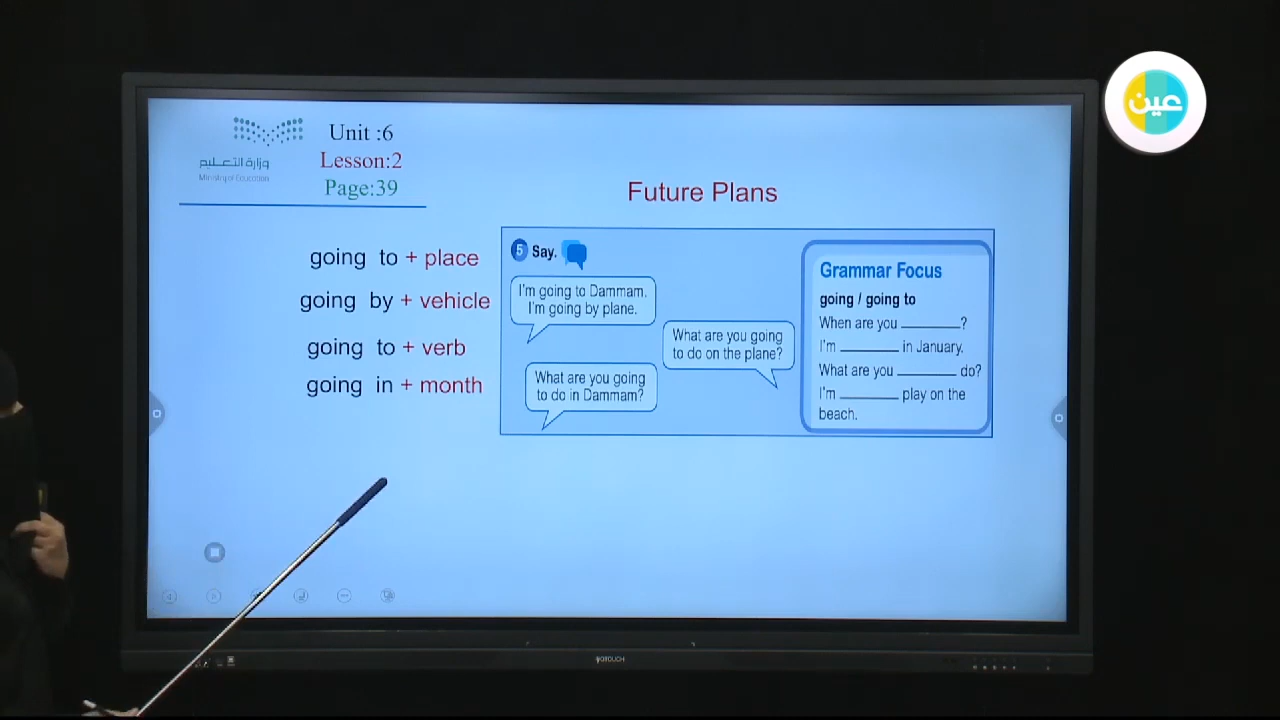 عين
Unit :6
Lesson:2
Page:39
وزارة التعليم
Ministry of Education
Future Plans
going to + place
going by + vehicle
going to + verb
going in + month
5 Say.
I'm going to Dammam.
I'm going by plane.
What are you going
to do on the plane?
What are you going
to do in Dammam?
Grammar Focus
going / going to
When are you ________?
I'm ________ in January.
What are you ________ do?
I'm ________ play on the
beach.
YOTOUCH